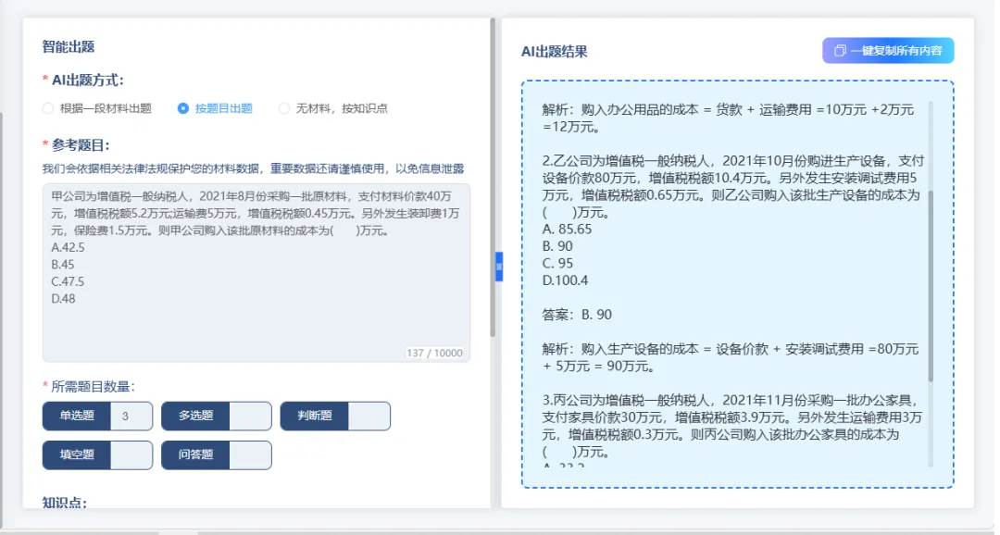 智能出题
* AI出题方式：
根据一段材料出题
按题目出题
无材料，按知识点
* 参考题目：
我们会依据相关法律法规保护您的材料数据，重要数据还请谨慎使用，以免信息泄露
甲公司为增值税一般纳税人，2021年8月份采购一批原材料，支付材料价款40万
元，增值税税额5.2万元;运输费5万元，增值税税额0.45万元。另外发生装卸费1万
元，保险费1.5万元。则甲公司购入该批原材料的成本为( )万元。
A.42.5
B.45
C.47.5
D.48
137 / 10000
* 所需题目数量：
单选题 3
多选题
判断题
填空题
问答题
知识点：
AI出题结果
一键复制所有内容
解析：购入办公用品的成本 = 货款 + 运输费用 =10万元 +2万元
=12万元。
2.乙公司为增值税一般纳税人，2021年10月份购进生产设备，支付
设备价款80万元，增值税税额10.4万元。另外发生安装调试费用5
万元，增值税税额0.65万元。则乙公司购入该批生产设备的成本为
( )万元。
A. 85.65
B. 90
C. 95
D.100.4
答案：B. 90
解析：购入生产设备的成本 = 设备价款 + 安装调试费用 =80万元
+ 5万元 = 90万元。
3.丙公司为增值税一般纳税人，2021年11月份采购一批办公家具，
支付家具价款30万元，增值税税额3.9万元。另外发生运输费用3万
元，增值税税额0.3万元。则丙公司购入该批办公家具的成本为
( )万元。